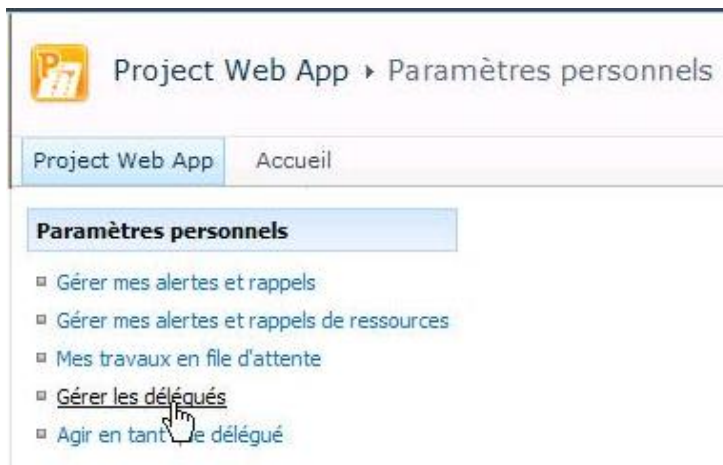 Project Web App ▸ Paramètres personnels
Project Web App Accueil
Paramètres personnels
Gérer mes alertes et rappels
Gérer mes alertes et rappels de ressources
Mes travaux en file d'attente
Gérer les délégués
Agir en tant que délégué